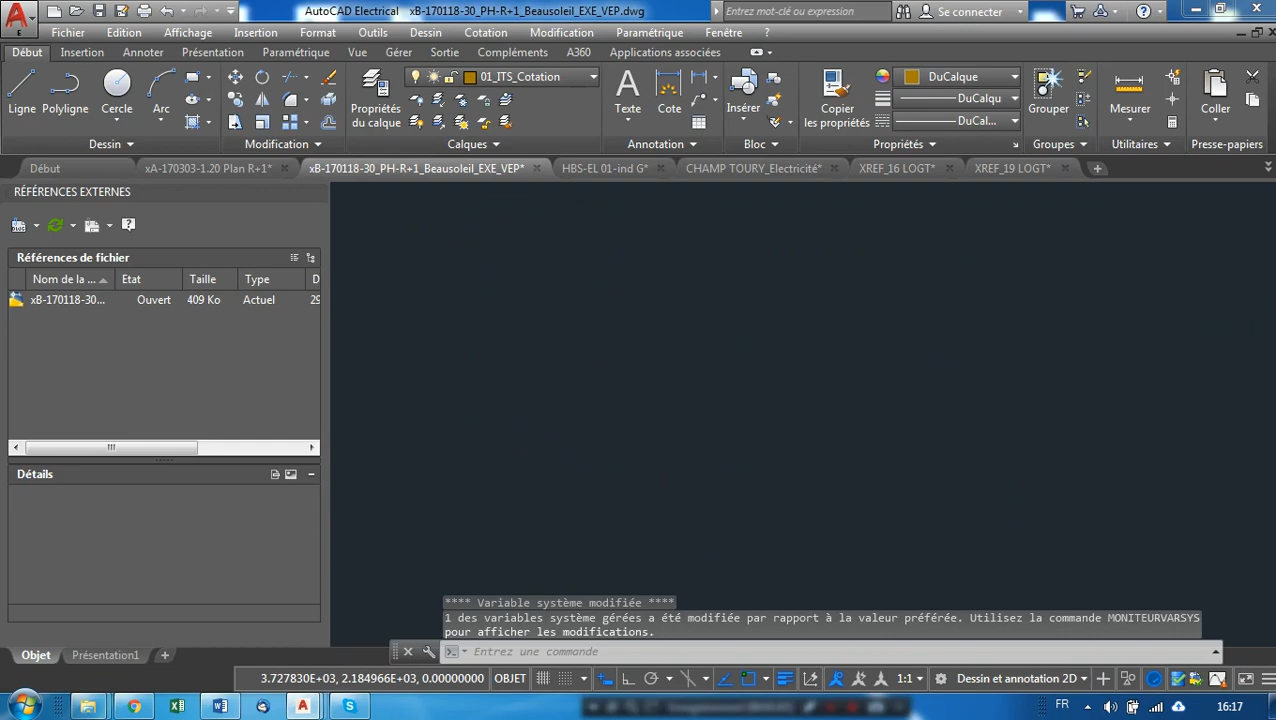 AutoCAD Electrical xB-170118-30_PH-R+1_Beausoleil_EXE_VEP.dwg
Entrez mot-clé ou expression
Se connecter
E
Fichier Edition Affichage Insertion Format Outils Dessin Cotation Modification Paramétrique Fenêtre ?
Début Insertion Annoter Présentation Paramétrique Vue Gérer Sortie Compléments A360 Applications associées
01_ITS_Cotation
DuCalque
DuCalqu
DuCal...
Ligne Polyligne Cercle Arc
Propriétés
du calque
Texte Cote Insérer
Copier
les propriétés
Grouper Mesurer Coller
Dessin Modification Calques Annotation Bloc Propriétés Groupes Utilitaires Presse-papiers
Début xA-170303-1.20 Plan R+1* xB-170118-30_PH-R+1_Beausoleil_EXE_VEP* HBS-EL 01-ind G* CHAMP TOURY_Electricité* XREF_16 LOGT* XREF_19 LOGT*
RÉFÉRENCES EXTERNES
Références de fichier
Nom de la ... Etat Taille Type D
xB-170118-30... Ouvert 409 Ko Actuel 29
Détails
**** Variable système modifiée ****
1 des variables système gérées a été modifiée par rapport à la valeur préférée. Utilisez la commande MONITEURVARSYS
pour afficher les modifications.
Entrez une commande
Objet Présentation1
3.727830E+03, 2.184966E+03, 0.00000000 OBJET 1:1 Dessin et annotation 2D
FR 16:17